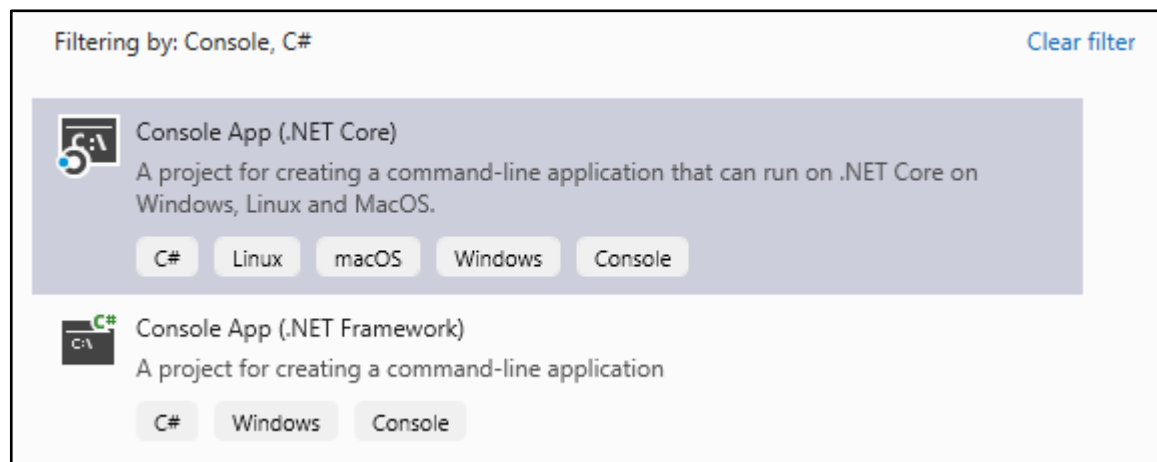 Filtering by: Console, C#
Clear filter
C:\
Console App (.NET Core)
A project for creating a command-line application that can run on .NET Core on
Windows, Linux and MacOS.
C# Linux macOS Windows Console
C#
C:\
Console App (.NET Framework)
A project for creating a command-line application
C# Windows Console